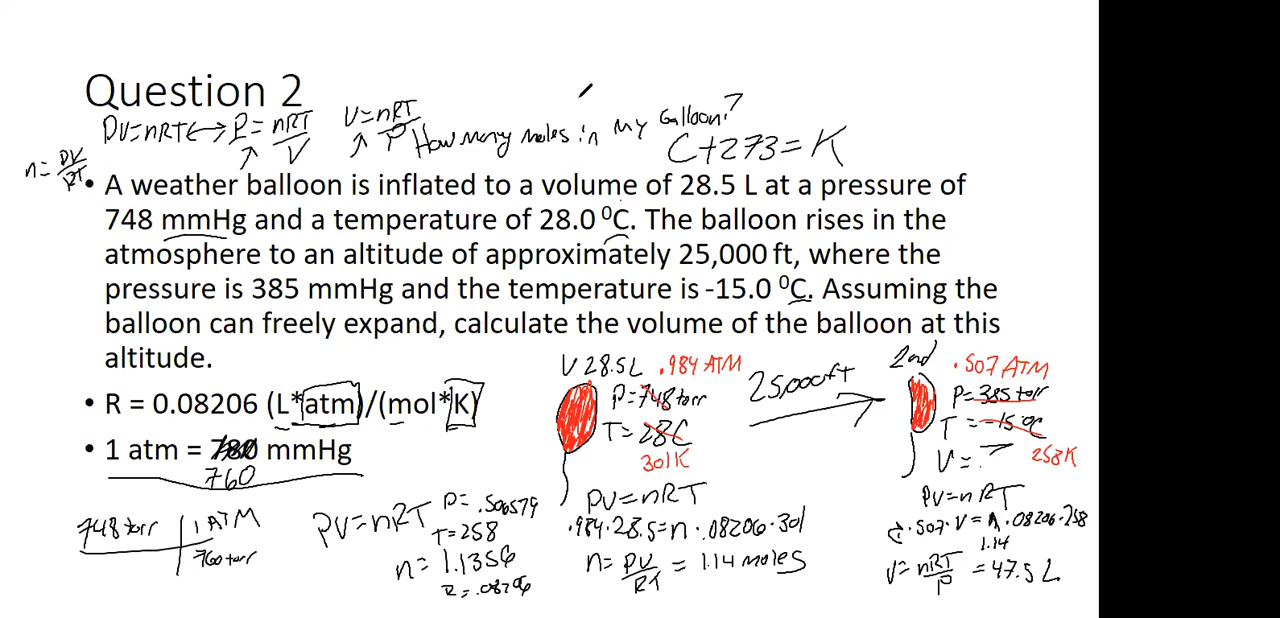 Question 2
PV=nRT <-> P = nRT/V
V=nRT/P
How many moles in my balloon?
C+273=K
n= PV/RT
• A weather balloon is inflated to a volume of 28.5 L at a pressure of
748 mmHg and a temperature of 28.0 ⁰C. The balloon rises in the
atmosphere to an altitude of approximately 25,000 ft, where the
pressure is 385 mmHg and the temperature is -15.0 ⁰C. Assuming the
balloon can freely expand, calculate the volume of the balloon at this
altitude.
• R = 0.08206 (L*atm)/(mol*K)
• 1 atm = mmHg
760
748 torr | 1 ATM
760 torr
PV=nRT
P= .506579
T=258
n= 1.1356
R=.08206
V 28.5L .984 ATM
P=748 torr
T=28C
301K
PV=nRT
.984·28.5=n·.08206·301
n= PV/RT = 1.14 moles
25,000ft
2nd
.507 ATM
P=385 torr
T=-15°C
V=? 258K
PV=nRT
.507·V=n·.08206·258
1.14
V=nRT/P =47.5L